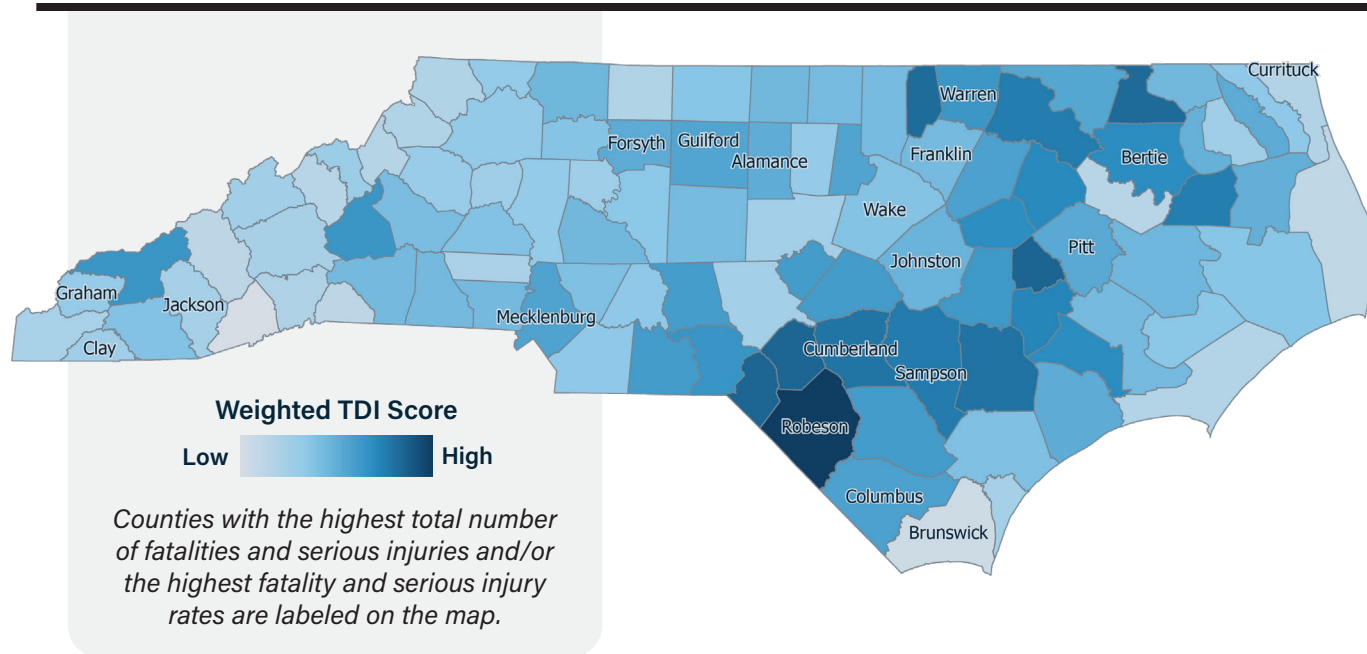 Currituck
Warren
Forsyth
Guilford
Alamance
Franklin
Bertie
Wake
Pitt
Johnston
Graham
Jackson
Mecklenburg
Clay
Cumberland
Sampson
Robeson
Columbus
Brunswick
Weighted TDI Score
Low
High
Counties with the highest total number
of fatalities and serious injuries and/or
the highest fatality and serious injury
rates are labeled on the map.